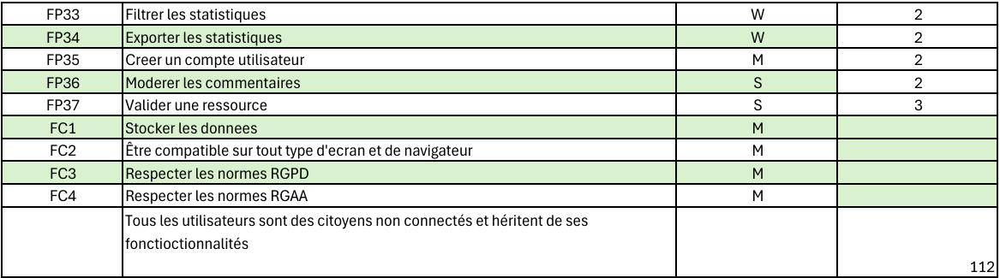 FP33 Filtrer les statistiques W 2
FP34 Exporter les statistiques W 2
FP35 Creer un compte utilisateur M 2
FP36 Moderer les commentaires S 2
FP37 Valider une ressource S 3
FC1 Stocker les donnees M
FC2 Être compatible sur tout type d'ecran et de navigateur M
FC3 Respecter les normes RGPD M
FC4 Respecter les normes RGAA M
Tous les utilisateurs sont des citoyens non connectés et héritent de ses
fonctioctionnalités
112